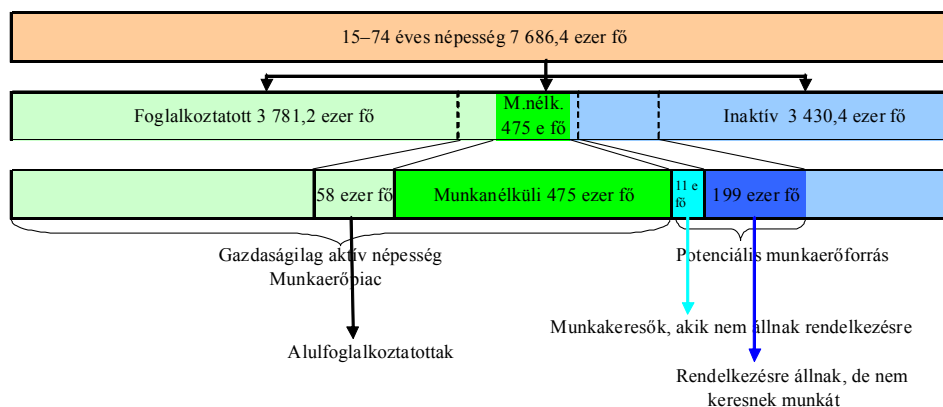 15–74 éves népesség 7 686,4 ezer fő
Foglalkoztatott 3 781,2 ezer fő
M.nélk.
475 e fő
Inaktív 3 430,4 ezer fő
58 ezer fő
Munkanélküli 475 ezer fő
11 e
fő
199 ezer fő
Gazdaságilag aktív népesség
Munkaerőpiac
Potenciális munkaerőforrás
Munkakeresők, akik nem állnak rendelkezésre
Alulfoglalkoztatottak
Rendelkezésre állnak, de nem
keresnek munkát